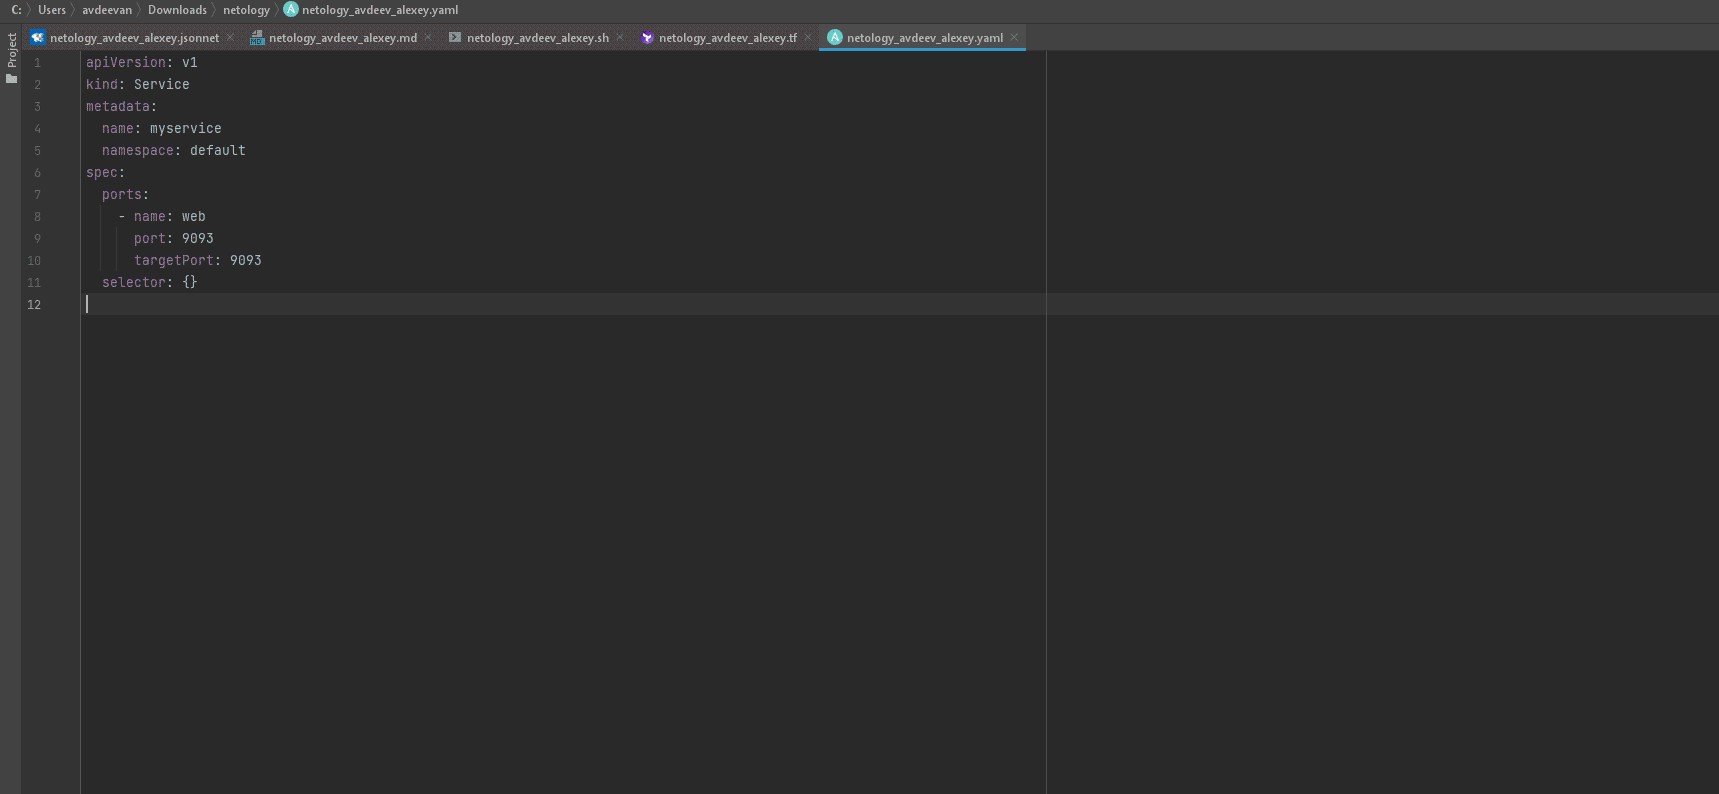 C: Users avdeevan Downloads netology A netology_avdeev_alexey.yaml
Project
netology_avdeev_alexey.jsonnet netology_avdeev_alexey.md netology_avdeev_alexey.sh netology_avdeev_alexey.tf A netology_avdeev_alexey.yaml
1 apiVersion: v1
2 kind: Service
3 metadata:
4 name: myservice
5 namespace: default
6 spec:
7 ports:
8 - name: web
9 port: 9093
10 targetPort: 9093
11 selector: {}
12